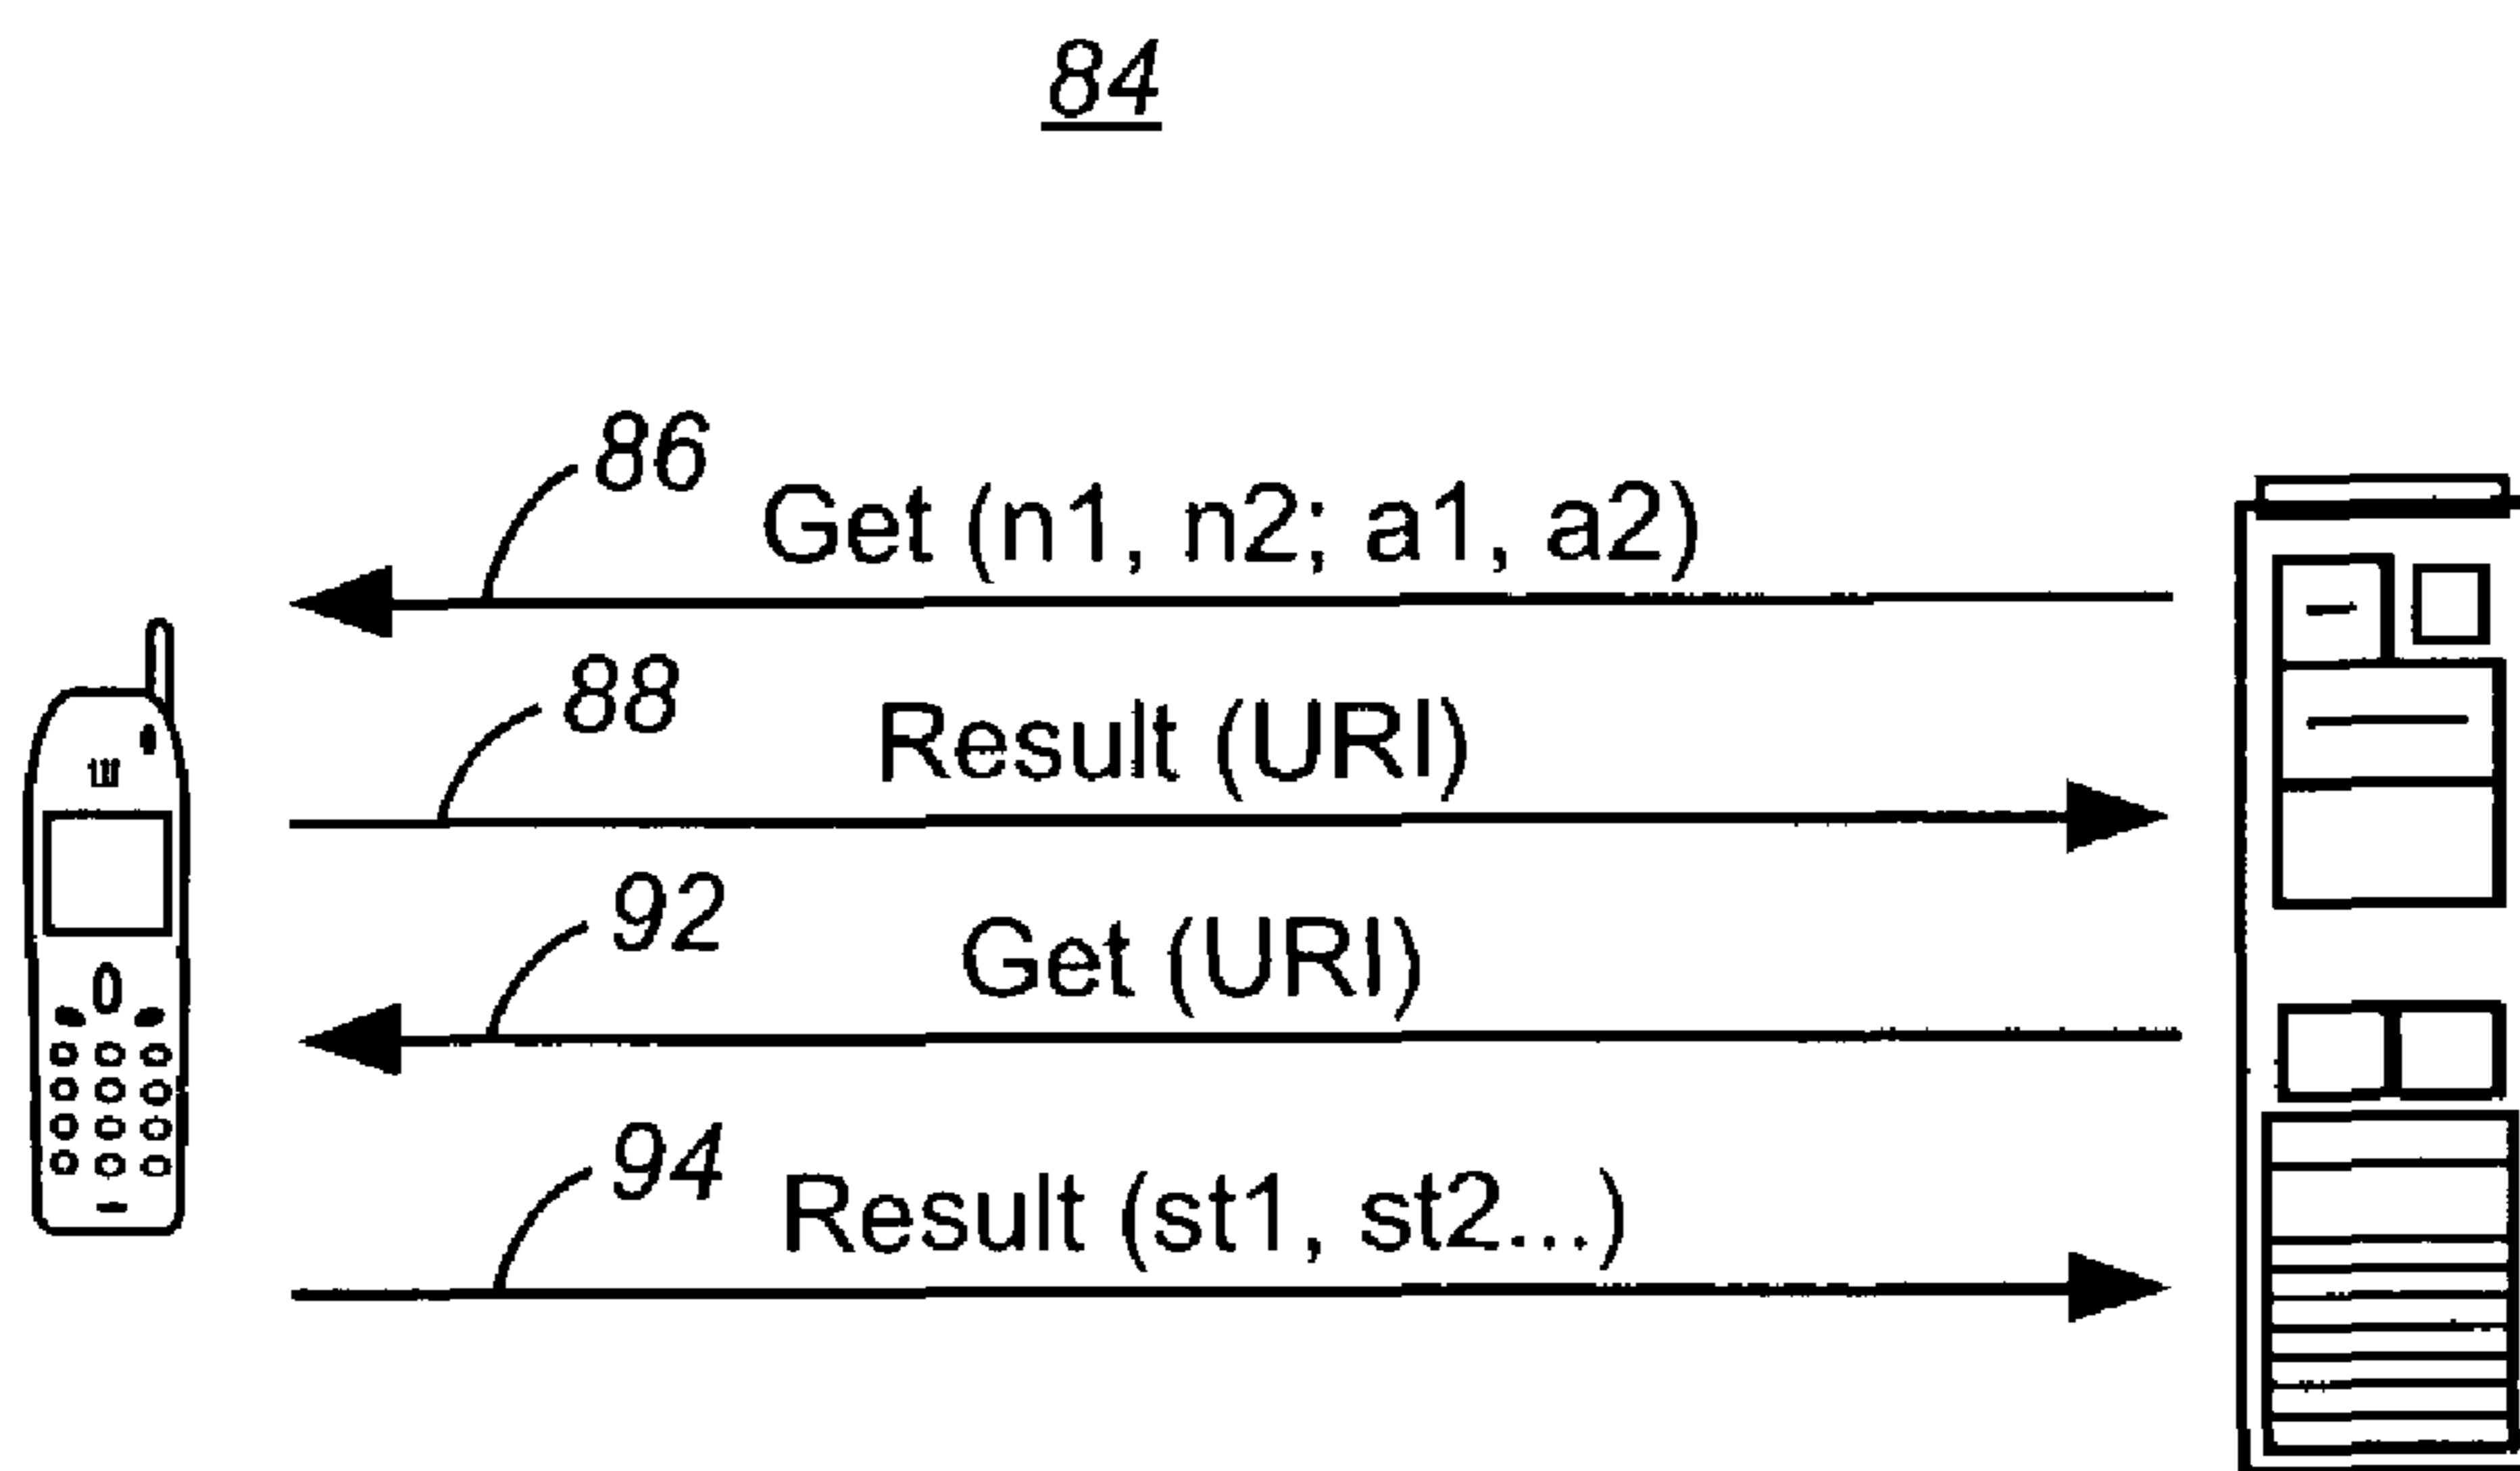 84
86
Get (n1, n2; a1, a2)
88
Result (URI)
92
Get (URI)
94
Result (st1, st2...)